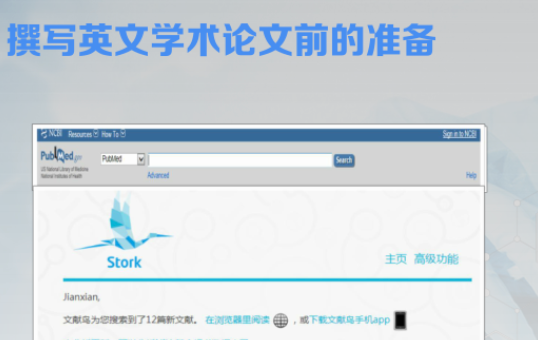 撰写英文学术论文前的准备
NCBI Resources How To Sign in to NCBI
PubMed.gov PubMed Search
US National Library of Medicine
National Institutes of Health Advanced Help
Stork
主页 高级功能
Jianxian,
文献鸟为您搜索到了12篇新文献。 在浏览器里阅读 ，或下载文献鸟手机app